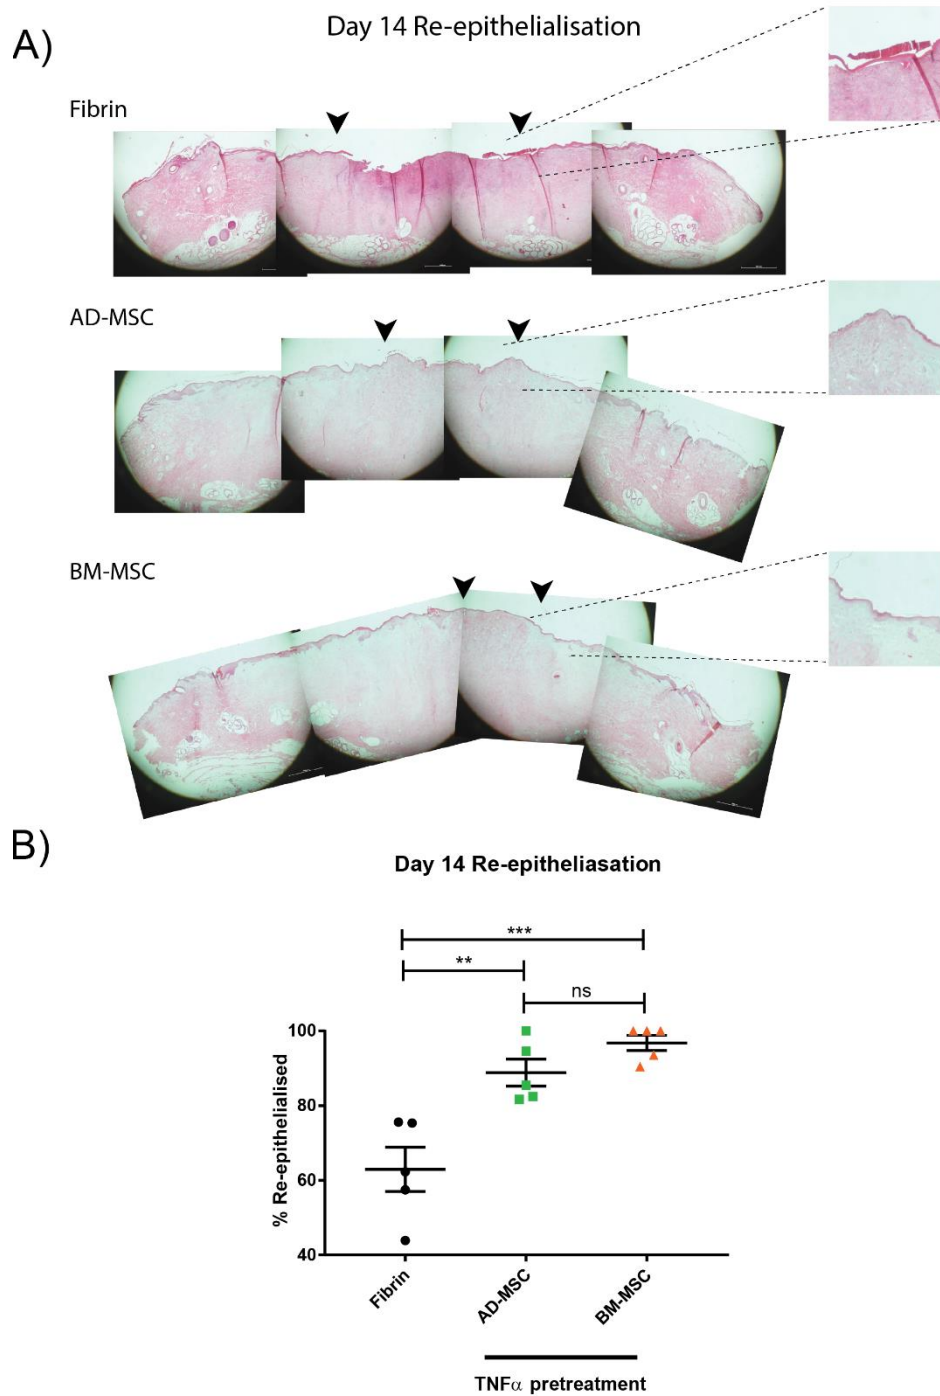 A)
Day 14 Re-epithelialisation
Fibrin
AD-MSC
BM-MSC
B)
Day 14 Re-epitheliasation
***
**
ns
100
80
60
40
% Re-epithelialised
Fibrin
AD-MSC
BM-MSC
TNFα pretreatment